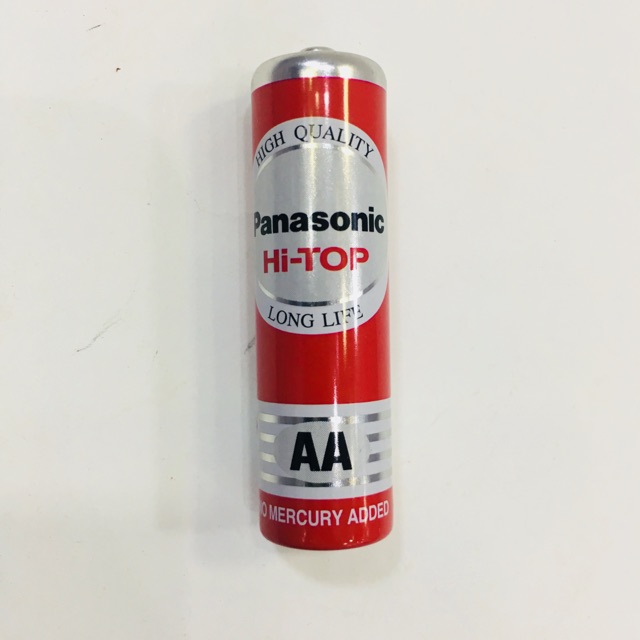 HIGH QUALITY
Panasonic
Hi-TOP
LONG LIFE
AA
O MERCURY ADDED